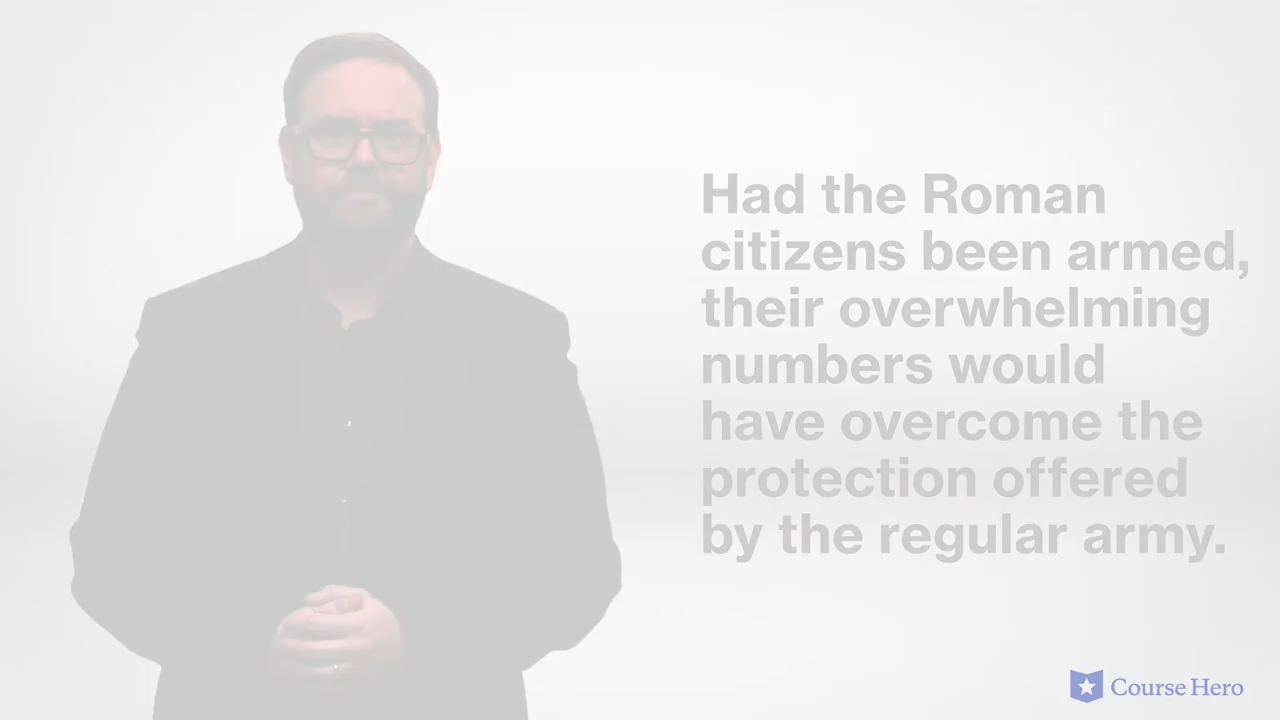 Had the Roman
citizens been armed,
their overwhelming
numbers would
have overcome the
protection offered
by the regular army.
Course Hero